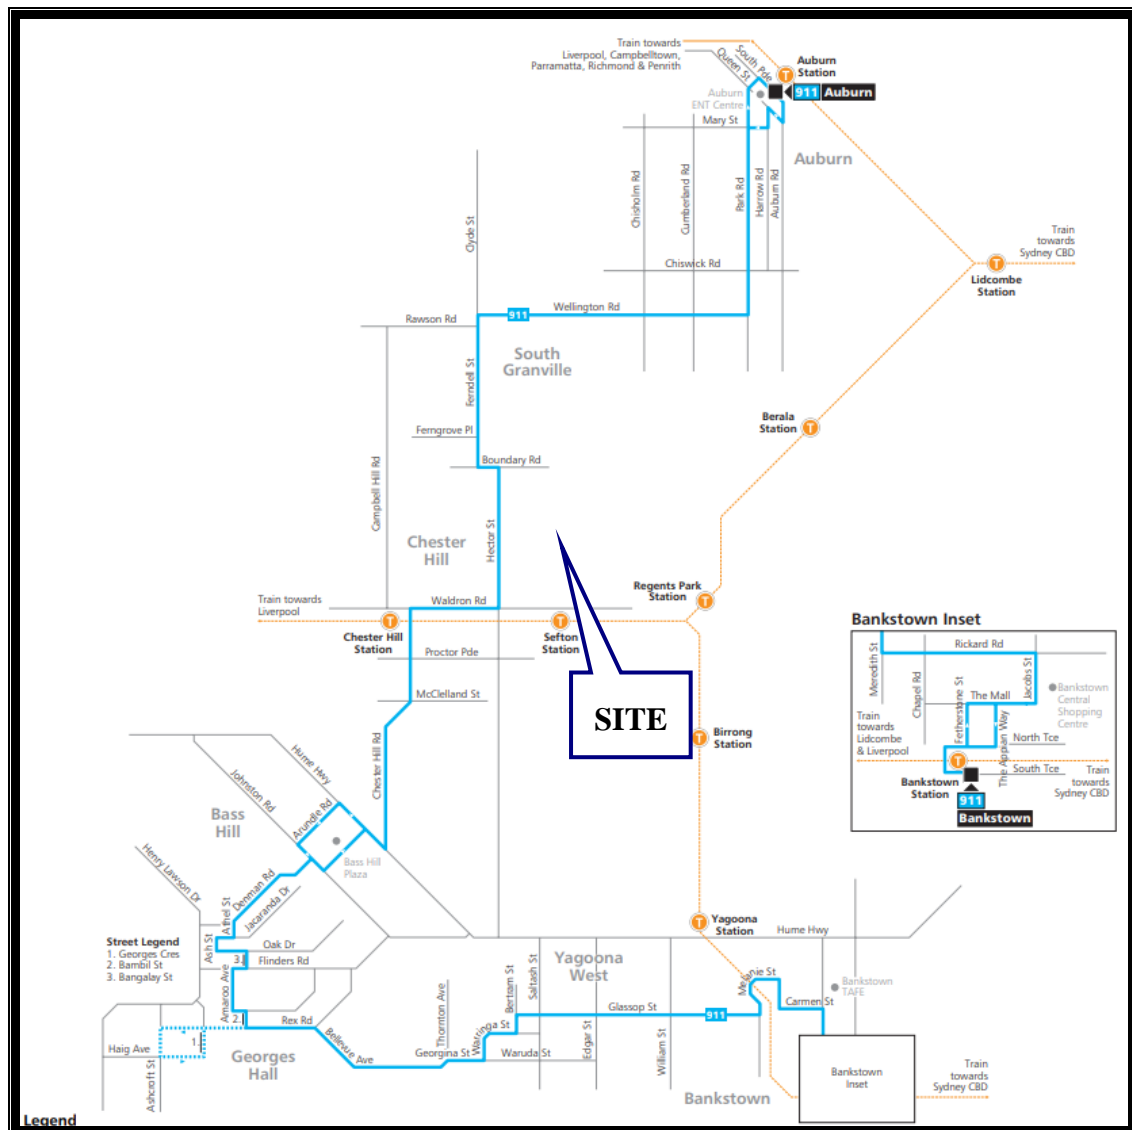 Train towards
Liverpool, Campbelltown,
Parramatta, Richmond & Penrith
South Pde
Queen St
Auburn
Station
T
911 Auburn
Auburn
ENT Centre
Mary St
Auburn
Chisholm Rd
Cumberland Rd
Park Rd
Harrow Rd
Auburn Rd
Clyde St
Train
towards
Sydney CBD
T
Lidcombe
Station
Chiswick Rd
Wellington Rd
911
Rawson Rd
South
Granville
Ferndell St
Berala
Station
T
Ferngrove Pl
Boundary Rd
Campbell Hill Rd
Hector St
Chester
Hill
Regents Park
Station
T
Train towards
Liverpool
Waldron Rd
T
Chester Hill
Station
T
Sefton
Station
Proctor Pde
McClelland St
SITE
T
Birrong
Station
Chester Hill Rd
Hume Hwy
Johnston Rd
Arundle Rd
Bass
Hill
Bass Hill
Plaza
Henry Lawson Dr
Denman Rd
Jacaranda Dr
Athel St
Ash St
Street Legend
1. Georges Cres
2. Bambil St
3. Bangalay St
Oak Dr
3.
Flinders Rd
Amaroo Ave
2.
Rex Rd
1.
Haig Ave
Ashcroft St
Georges
Hall
Bellevue Ave
Georgina St
Thornton Ave
Wattinga St
Waruda St
Bertram St
Saltash St
Yagoona
West
Edgar St
Glassop St
William St
911
T
Yagoona
Station
Hume Hwy
Melanie St
Carmen St
Bankstown
TAFE
Bankstown
Bankstown
Inset
Train
towards
Sydney CBD
Bankstown Inset
Meredith St
Rickard Rd
Chapel Rd
Fetherstone St
Jacobs St
The Mall
The Appian Way
Bankstown
Central
Shopping
Centre
Train
towards
Lidcombe
& Liverpool
North Tce
T
Bankstown
Station
South Tce
Train
towards
Sydney CBD
911
Bankstown
Legend